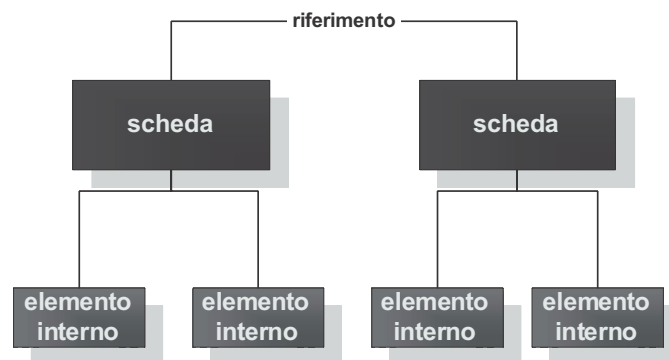 riferimento
scheda
scheda
elemento
interno
elemento
interno
elemento
interno
elemento
interno